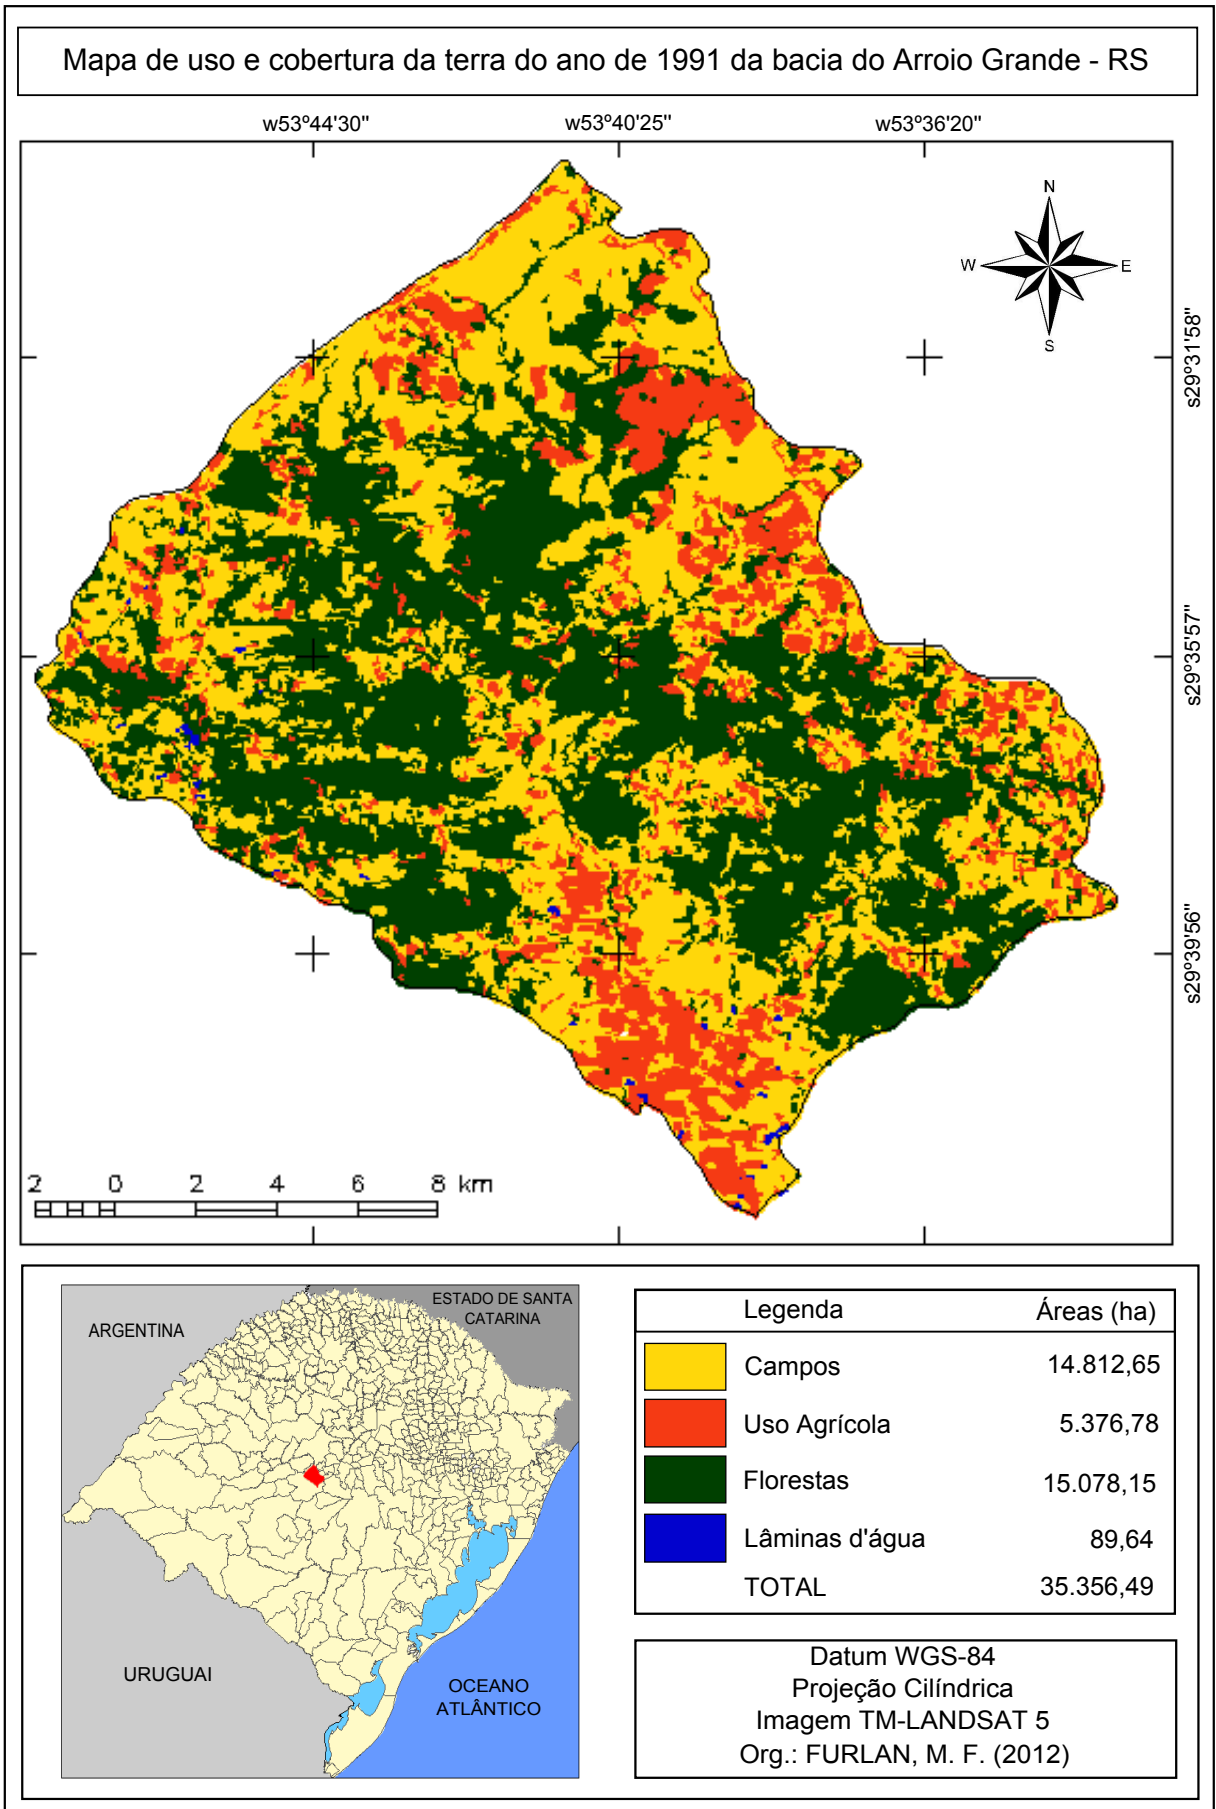 Mapa de uso e cobertura da terra do ano de 1991 da bacia do Arroio Grande - RS
w53º44'30" w53º40'25" w53º36'20"
N
W E
S
s29º31'58"
s29º35'57"
s29º39'56"
2 0 2 4 6 8 km
ARGENTINA
ESTADO DE SANTA
CATARINA
URUGUAI
OCEANO
ATLÂNTICO
Legenda Áreas (ha)
Campos 14.812,65
Uso Agrícola 5.376,78
Florestas 15.078,15
Lâminas d'água 89,64
TOTAL 35.356,49
Datum WGS-84
Projeção Cilíndrica
Imagem TM-LANDSAT 5
Org.: FURLAN, M. F. (2012)